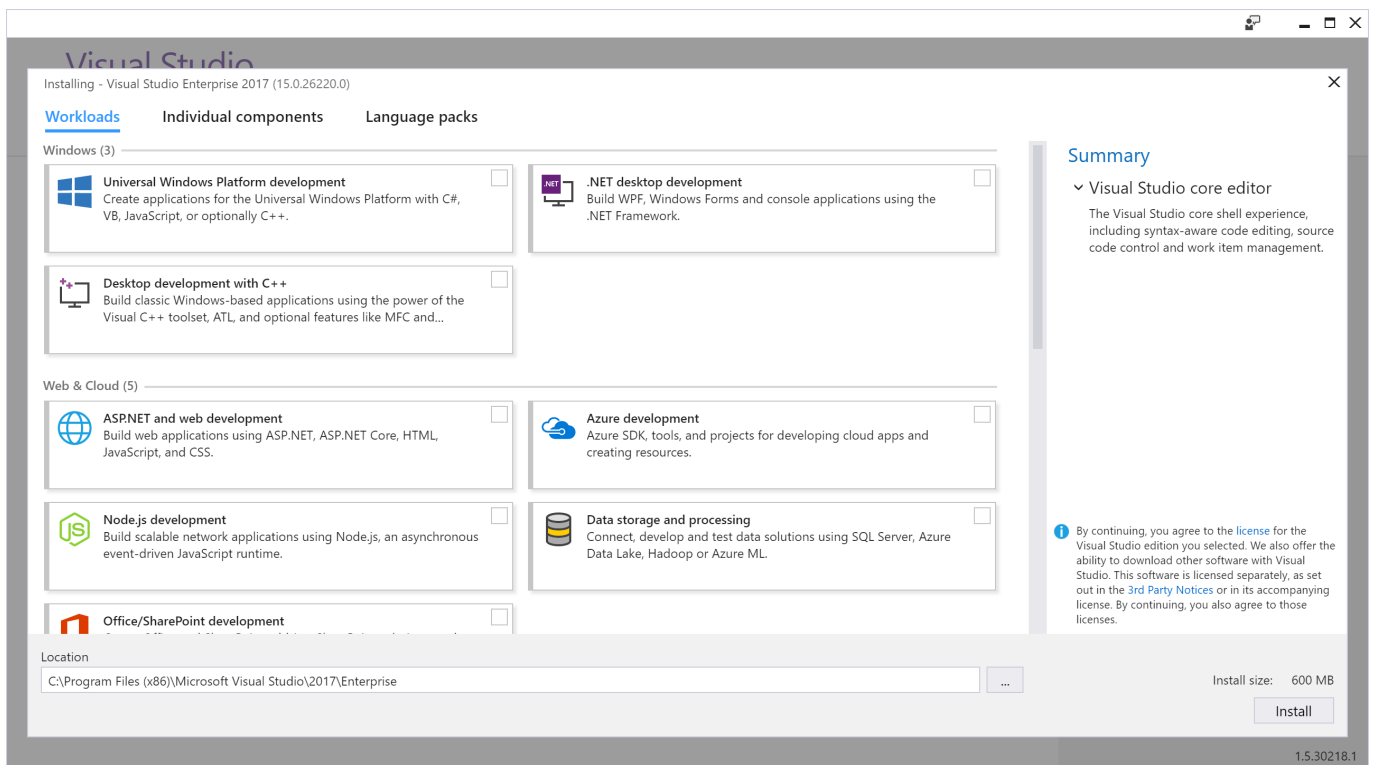 Visual Studio
Installing - Visual Studio Enterprise 2017 (15.0.26220.0)
Workloads
Individual components
Language packs
Windows (3)
Universal Windows Platform development
Create applications for the Universal Windows Platform with C#,
VB, JavaScript, or optionally C++.
.NET
.NET desktop development
Build WPF, Windows Forms and console applications using the
.NET Framework.
Desktop development with C++
Build classic Windows-based applications using the power of the
Visual C++ toolset, ATL, and optional features like MFC and...
Web & Cloud (5)
ASP.NET and web development
Build web applications using ASP.NET, ASP.NET Core, HTML,
JavaScript, and CSS.
Azure development
Azure SDK, tools, and projects for developing cloud apps and
creating resources.
JS
Node.js development
Build scalable network applications using Node.js, an asynchronous
event-driven JavaScript runtime.
Data storage and processing
Connect, develop and test data solutions using SQL Server, Azure
Data Lake, Hadoop or Azure ML.
Office/SharePoint development
Summary
Visual Studio core editor
The Visual Studio core shell experience,
including syntax-aware code editing, source
code control and work item management.
By continuing, you agree to the license for the
Visual Studio edition you selected. We also offer the
ability to download other software with Visual
Studio. This software is licensed separately, as set
out in the 3rd Party Notices or in its accompanying
license. By continuing, you also agree to those
licenses.
Location
C:\Program Files (x86)\Microsoft Visual Studio\2017\Enterprise
...
Install size: 600 MB
Install
1.5.30218.1